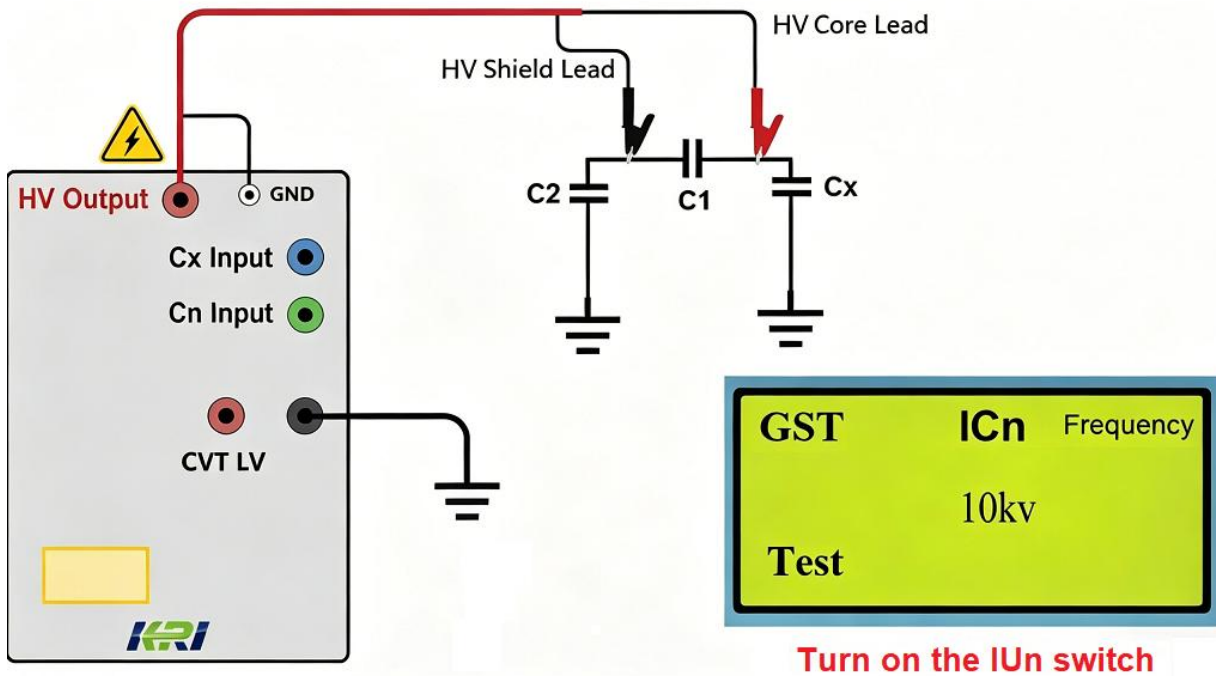 HV Core Lead
HV Shield Lead
HV Output
GND
C2
C1
Cx
Cx Input
Cn Input
CVT LV
KRI
GST ICn Frequency
10kv
Test
Turn on the IUn switch